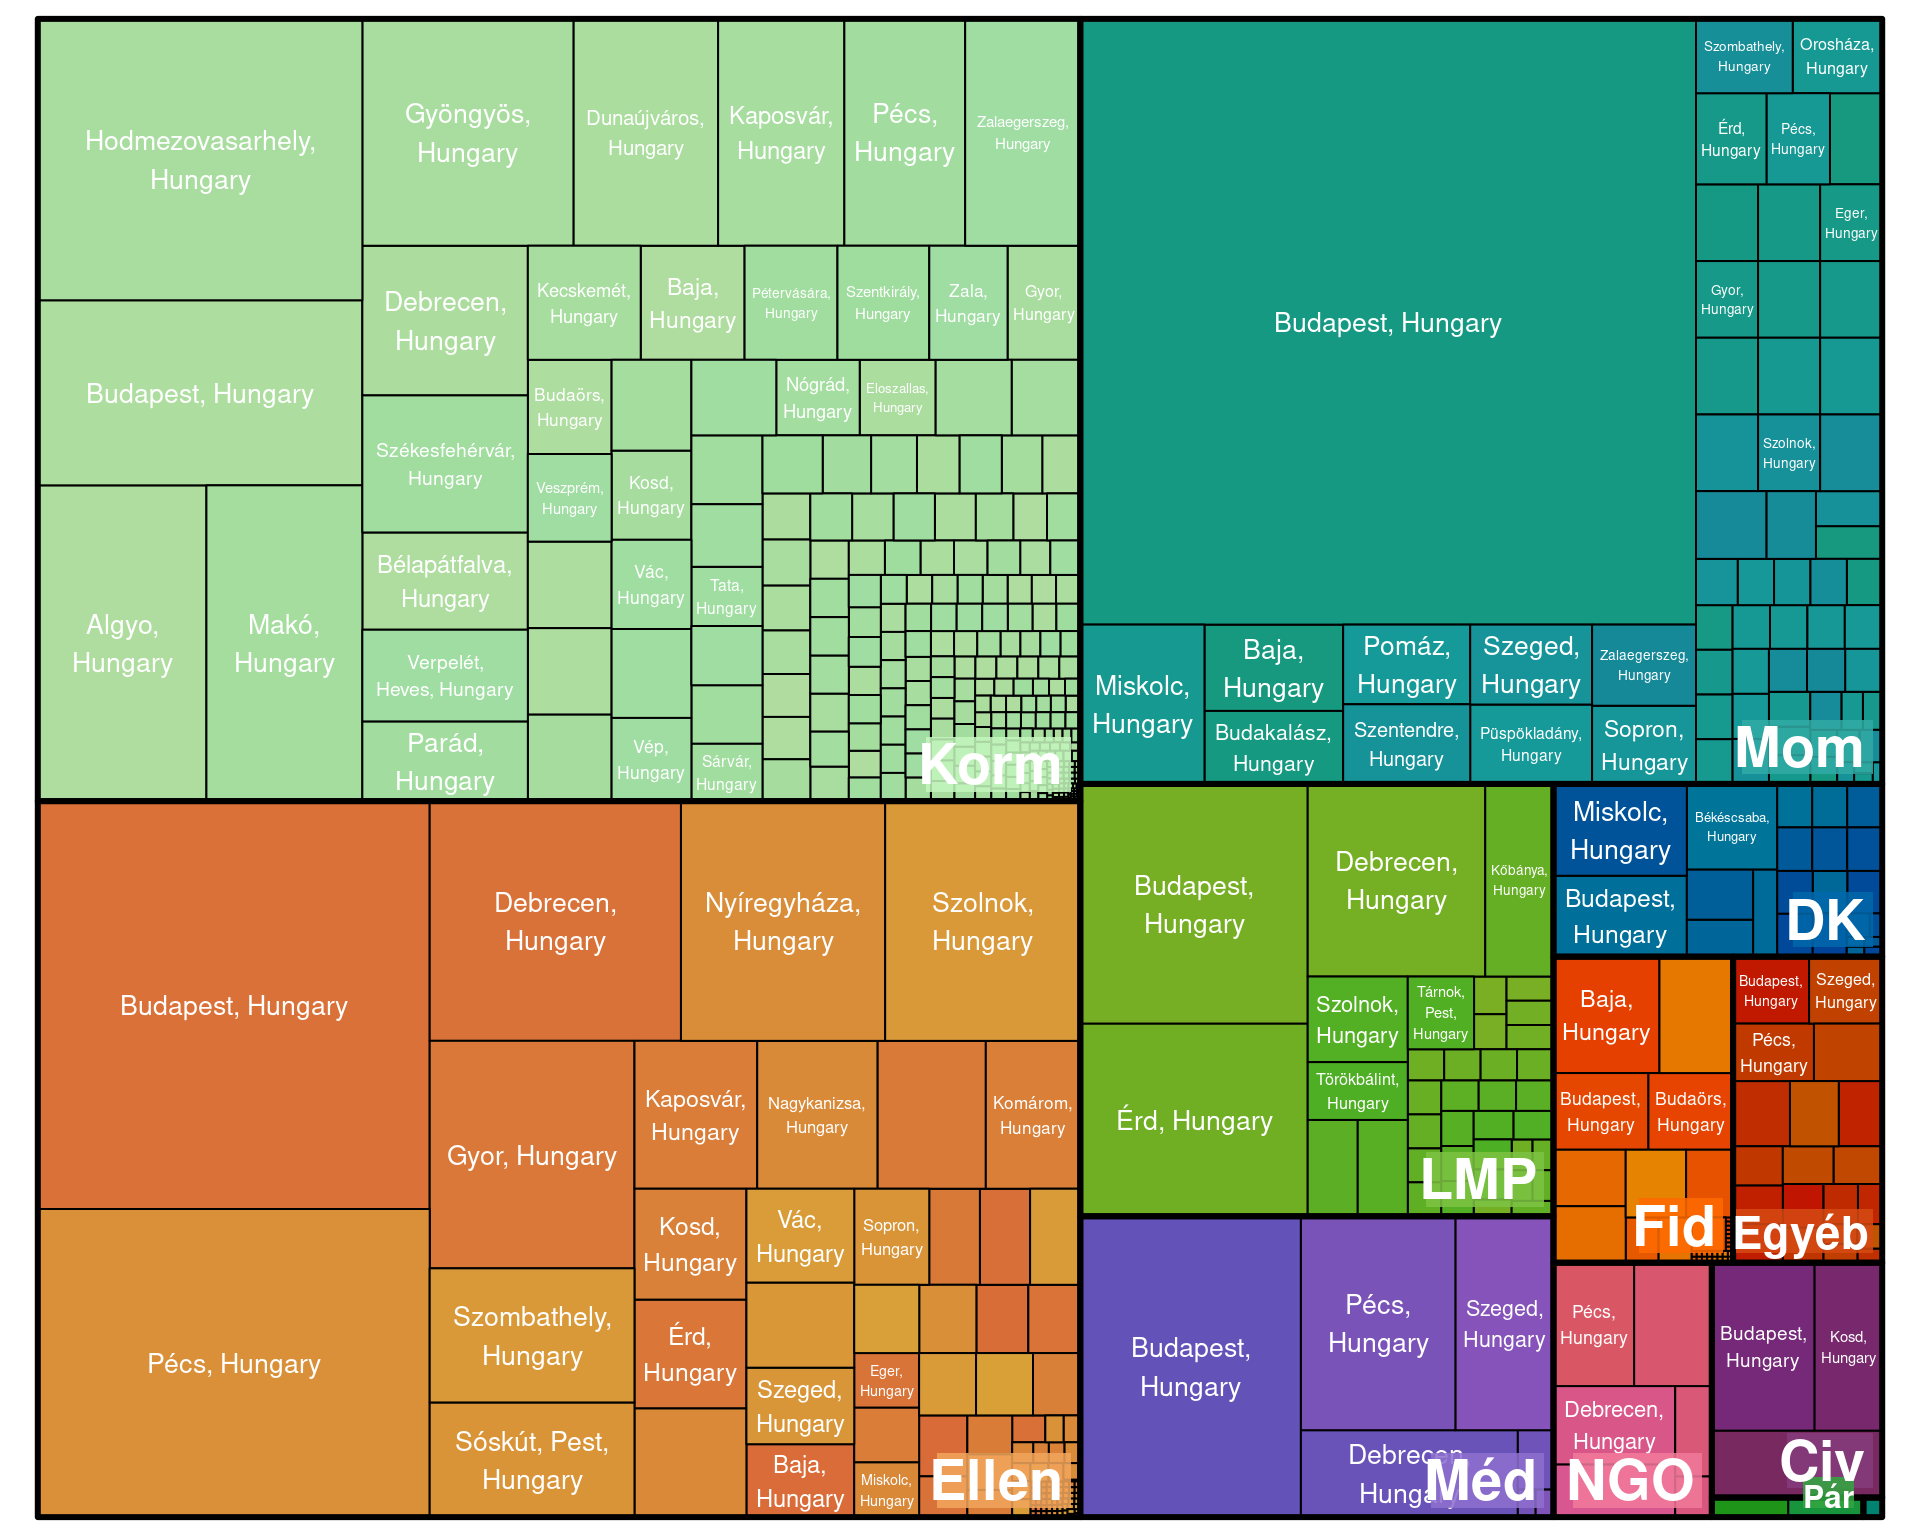 Hodmezovasarhely,
Hungary
Budapest, Hungary
Algyo,
Hungary
Makó,
Hungary
Gyöngyös,
Hungary
Dunaújváros,
Hungary
Kaposvár,
Hungary
Pécs,
Hungary
Zalaegerszeg,
Hungary
Debrecen,
Hungary
Kecskemét,
Hungary
Baja,
Hungary
Pétervására,
Hungary
Szentkirály,
Hungary
Zala,
Hungary
Gyor,
Hungary
Székesfehérvár,
Hungary
Budaörs,
Hungary
Nógrád,
Hungary
Eloszallas,
Hungary
Veszprém,
Hungary
Kosd,
Hungary
Bélapátfalva,
Hungary
Vác,
Hungary
Tata,
Hungary
Verpelét,
Heves, Hungary
Parád,
Hungary
Vép,
Hungary
Sárvár,
Hungary
Korm
Budapest, Hungary
Szombathely,
Hungary
Orosháza,
Hungary
Érd,
Hungary
Pécs,
Hungary
Eger,
Hungary
Gyor,
Hungary
Szolnok,
Hungary
Miskolc,
Hungary
Baja,
Hungary
Budakalász,
Hungary
Pomáz,
Hungary
Szentendre,
Hungary
Szeged,
Hungary
Püspökladány,
Hungary
Zalaegerszeg,
Hungary
Sopron,
Hungary
Mom
Budapest, Hungary
Pécs, Hungary
Debrecen,
Hungary
Nyíregyháza,
Hungary
Szolnok,
Hungary
Gyor, Hungary
Kaposvár,
Hungary
Nagykanizsa,
Hungary
Komárom,
Hungary
Kosd,
Hungary
Vác,
Hungary
Sopron,
Hungary
Szombathely,
Hungary
Érd,
Hungary
Szeged,
Hungary
Eger,
Hungary
Sóskút, Pest,
Hungary
Baja,
Hungary
Miskolc,
Hungary
Ellen
Budapest,
Hungary
Debrecen,
Hungary
Kőbánya,
Hungary
Érd, Hungary
Szolnok,
Hungary
Tárnok,
Pest,
Hungary
Törökbálint,
Hungary
LMP
Miskolc,
Hungary
Békéscsaba,
Hungary
Budapest,
Hungary
DK
Baja,
Hungary
Budapest,
Hungary
Budaörs,
Hungary
Fid
Budapest,
Hungary
Szeged,
Hungary
Pécs,
Hungary
Egyéb
Budapest,
Hungary
Pécs,
Hungary
Szeged,
Hungary
Debrecen,
Hungary
Méd
Pécs,
Hungary
Debrecen,
Hungary
NGO
Budapest,
Hungary
Kosd,
Hungary
Civ
Pár